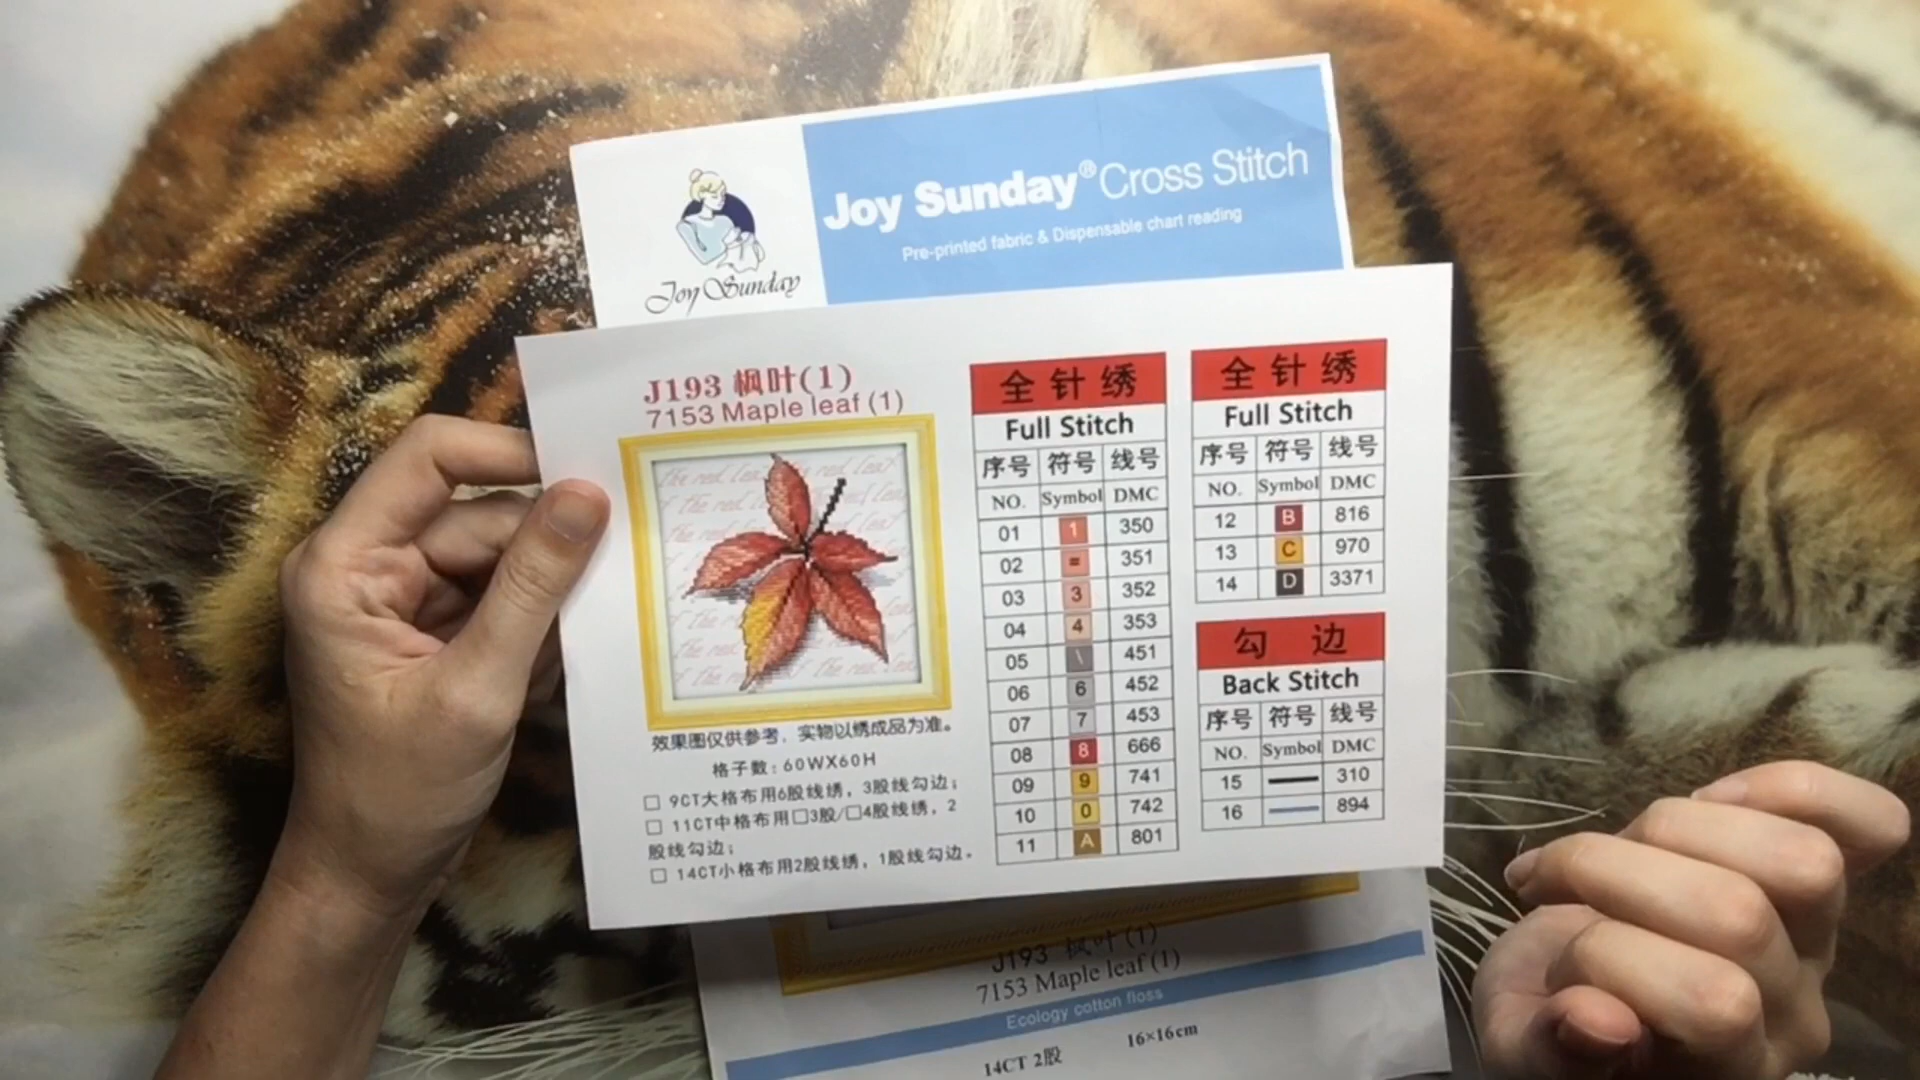 Joy Sunday® Cross Stitch
Pre-printed fabric & Dispensable chart reading
Joy Sunday
J193 枫叶(1)
7153 Maple leaf (1)
效果图仅供参考，实物以绣成品为准。
格子数：60WX60H
□ 9CT大格布用6股线绣，3股线勾边；
□ 11CT中格布用□3股/□4股线绣，2
股线勾边；
□ 14CT小格布用2股线绣，1股线勾边。
全针绣
Full Stitch
序号 符号 线号
NO. Symbol DMC
01 1 350
02 = 351
03 3 352
04 4 353
05 \ 451
06 6 452
07 7 453
08 8 666
09 9 741
10 0 742
11 A 801
全针绣
Full Stitch
序号 符号 线号
NO. Symbol DMC
12 B 816
13 C 970
14 D 3371
勾边
Back Stitch
序号 符号 线号
NO. Symbol DMC
15 310
16 894
J193 枫叶(1)
7153 Maple leaf (1)
Ecology cotton floss
14CT 2股 16×16cm